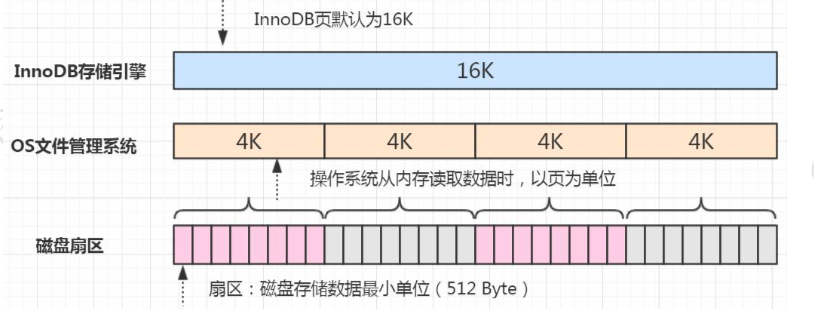 InnoDB页默认为16K
InnoDB存储引擎
16K
OS文件管理系统
4K
4K
4K
4K
操作系统从内存读取数据时，以页为单位
磁盘扇区
扇区：磁盘存储数据最小单位（512 Byte）